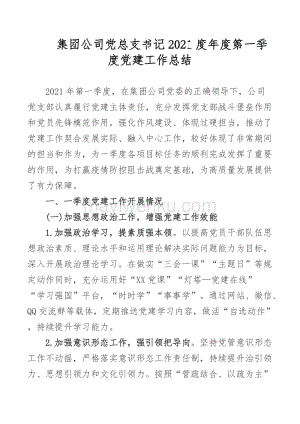 集团公司党总支书记2021度年度第一季
度党建工作总结
2021年第一季度，在集团公司党委的正确领导下，公司
党支部认真履行党建主体责任，充分发挥党支部战斗堡垒作用
和党员先锋模范作用，强化作风建设、体现过硬担当，推动了
党建工作契合发展实际、融入中心工作，较好体现了非常期间
的担当和作为，为一季度各项目标任务的顺利完成发挥了重要
的作用，为打赢疫情防控阻击战奠定了基础，为高质量发展提供
了有力保障。
一、一季度党建工作开展情况
(一)加强思想政治工作，增强党建工作效能
1.加强政治学习，提素质强本领。以提高党员干部队伍思
想素质、理论水平和运用理论解决实际问题能力为目标，
深入开展政治理论学习。在做实“三会一课”“主题日”等规
定动作同时，充分运用好“XX党课”“灯塔—党建在线”
“学习强国”平台，“时时学”“事事学”。通过网站、微信、
QQ交流群等载体，定期推送党建学习内容，做活“自选动作”
，持续提升学习能力。
2.加强意识形态工作，强引领把导向。坚持党管意识形态
工作不动摇，严格落实意识形态工作责任制，持续提升政治引领
力、思想引领力和文化引领力。按照“管疏结合、以疏为主”